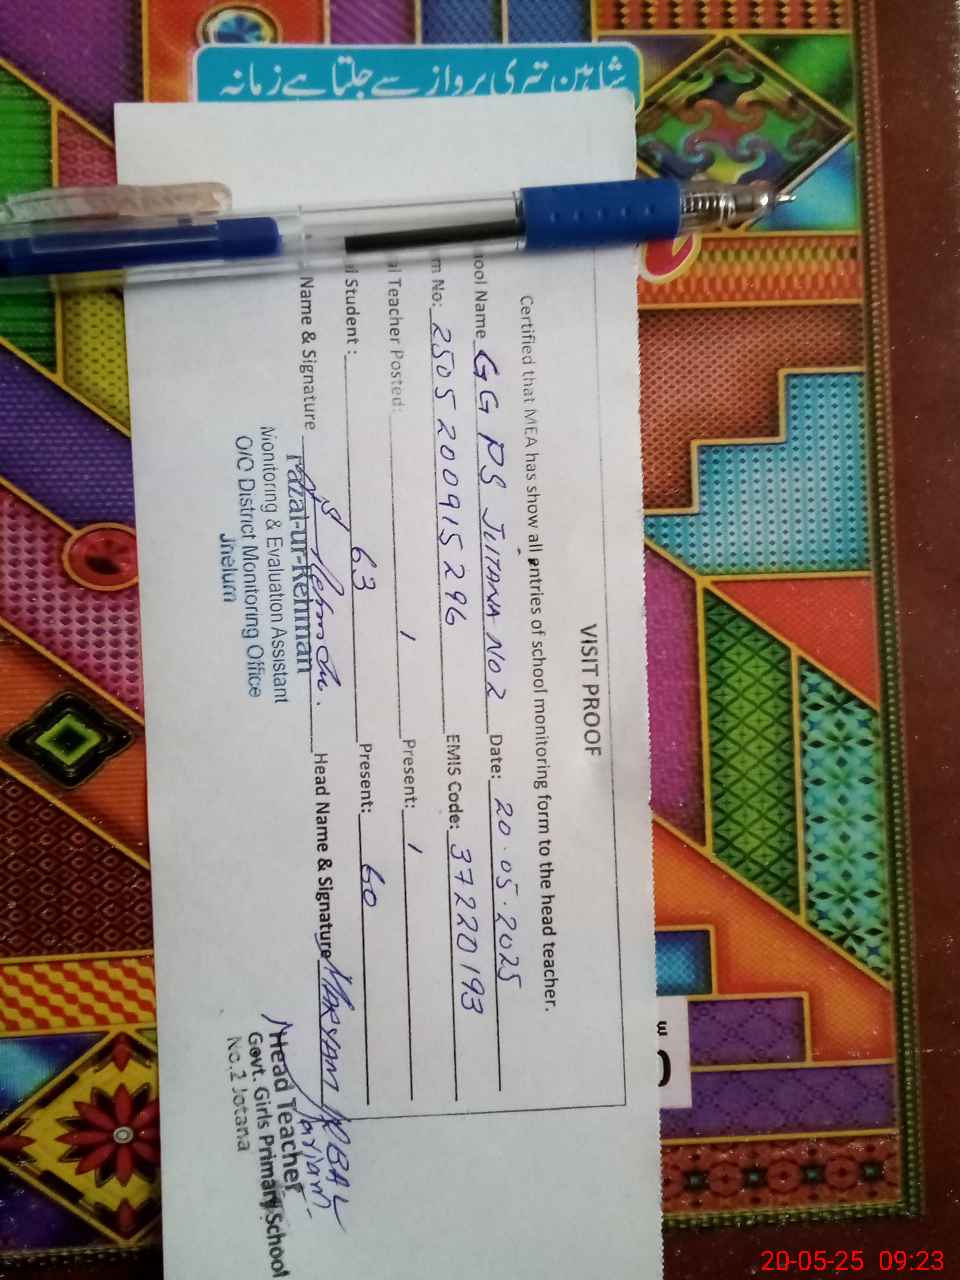 شاہین تری پرواز سے جلتا ہے زمانہ
VISIT PROOF
Certified that MEA has show all entries of school monitoring form to the head teacher.
ool Name GGPS JUTANA NO 2 Date: 20.05.2025
m No: 2505200915296 EMIS Code: 37220193
al Teacher Posted: 1 Present: 1
l Student : 63 Present: 60
Name & Signature Head Name & Signature Maryam IQBAL
Fazal-ur-Rehman
Monitoring & Evaluation Assistant
O/C District Monitoring Office
Jhelum
Head Teacher
Govt. Girls Primary School
No.2 Jotana
20-05-25 09:23